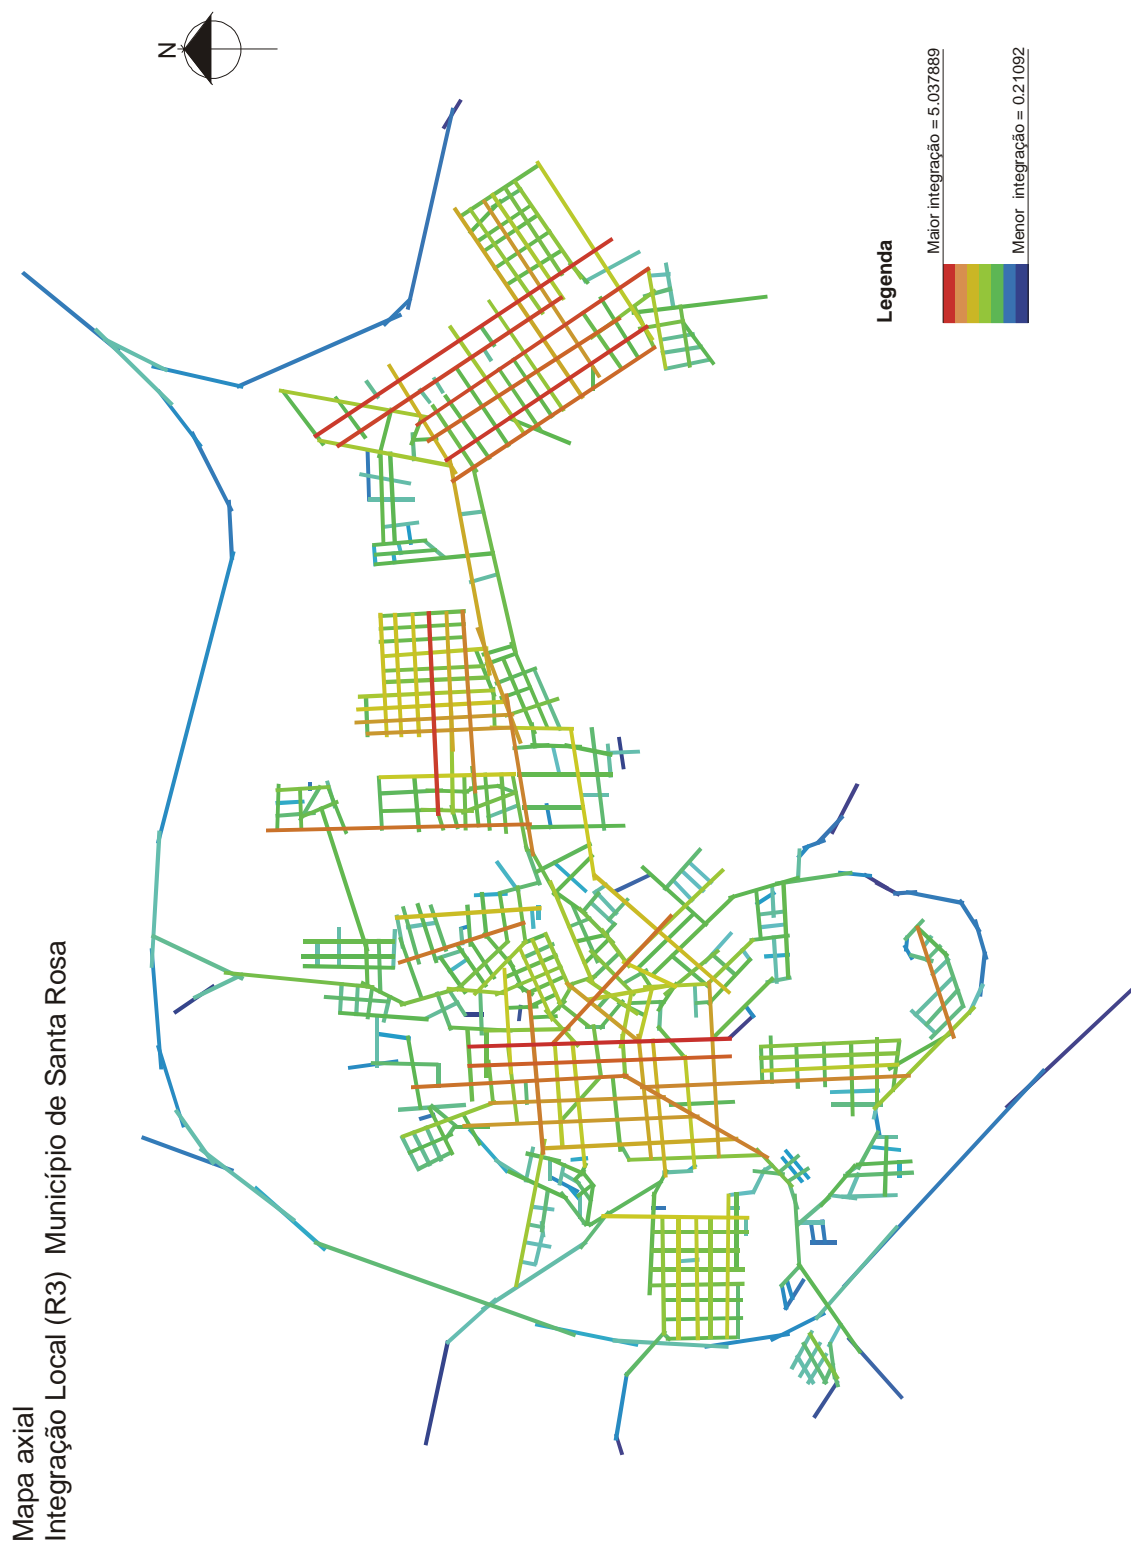 Mapa axial
Integração Local (R3) Município de Santa Rosa
N
Legenda
Maior integração = 5.037889
Menor integração = 0.21092